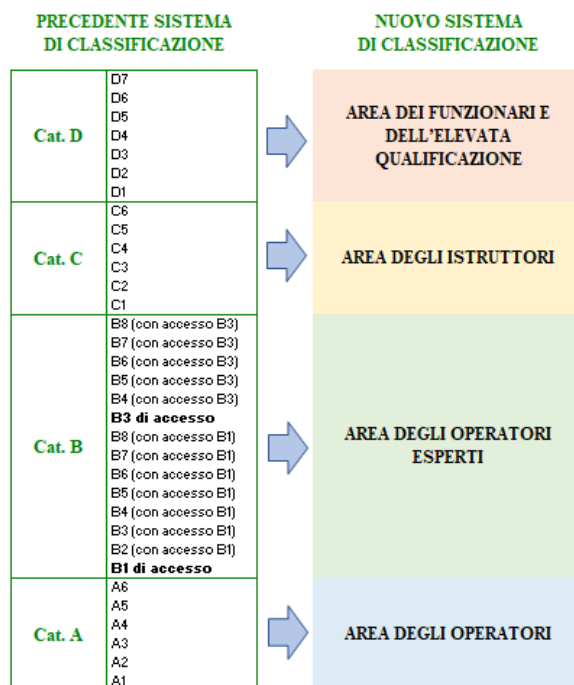 PRECEDENTE SISTEMA
DI CLASSIFICAZIONE
NUOVO SISTEMA
DI CLASSIFICAZIONE
Cat. D
D7
D6
D5
D4
D3
D2
D1
AREA DEI FUNZIONARI E
DELL'ELEVATA
QUALIFICAZIONE
Cat. C
C6
C5
C4
C3
C2
C1
AREA DEGLI ISTRUTTORI
Cat. B
B8 (con accesso B3)
B7 (con accesso B3)
B6 (con accesso B3)
B5 (con accesso B3)
B4 (con accesso B3)
B3 di accesso
B8 (con accesso B1)
B7 (con accesso B1)
B6 (con accesso B1)
B5 (con accesso B1)
B4 (con accesso B1)
B3 (con accesso B1)
B2 (con accesso B1)
B1 di accesso
AREA DEGLI OPERATORI
ESPERTI
Cat. A
A6
A5
A4
A3
A2
A1
AREA DEGLI OPERATORI